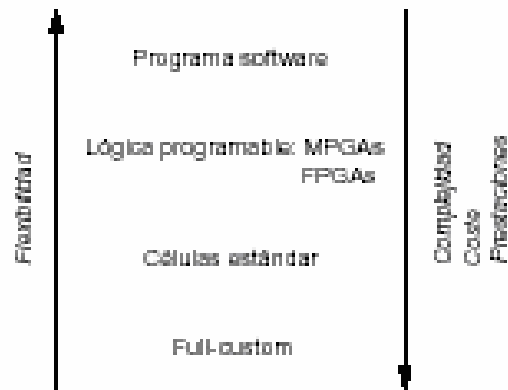 Programa software
Lógica programable: MPGAs
FPGAs
Células estándar
Full-custom
Flexibilidad
Complejidad
Coste
Prestaciones